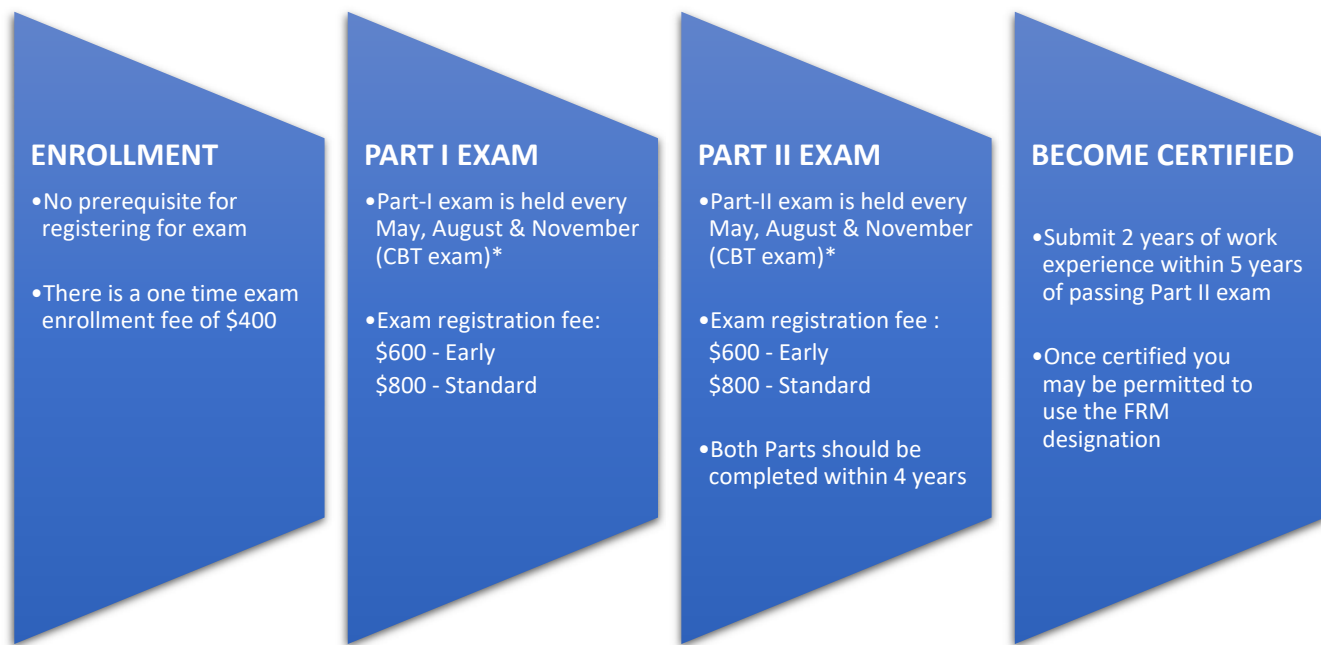 ENROLLMENT
•No prerequisite for
registering for exam
•There is a one time exam
enrollment fee of $400
PART I EXAM
•Part-I exam is held every
May, August & November
(CBT exam)*
•Exam registration fee:
$600 - Early
$800 - Standard
PART II EXAM
•Part-II exam is held every
May, August & November
(CBT exam)*
•Exam registration fee :
$600 - Early
$800 - Standard
•Both Parts should be
completed within 4 years
BECOME CERTIFIED
•Submit 2 years of work
experience within 5 years
of passing Part II exam
•Once certified you
may be permitted to
use the FRM
designation